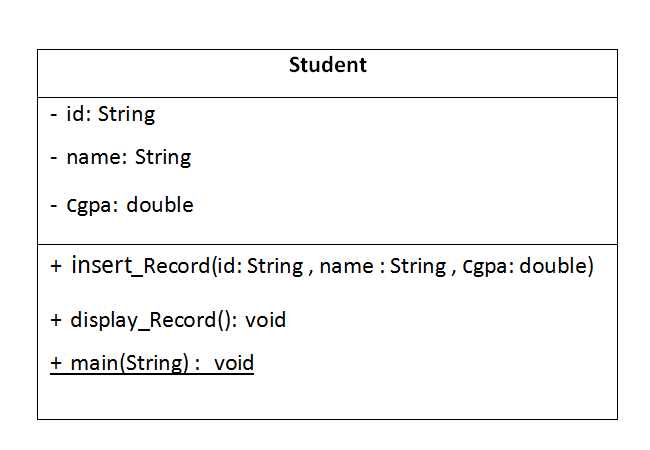 Student
- id: String
- name: String
- cgpa: double
+ insert_Record(id: String , name : String , cgpa: double)
+ display_Record(): void
+ main(String) : void